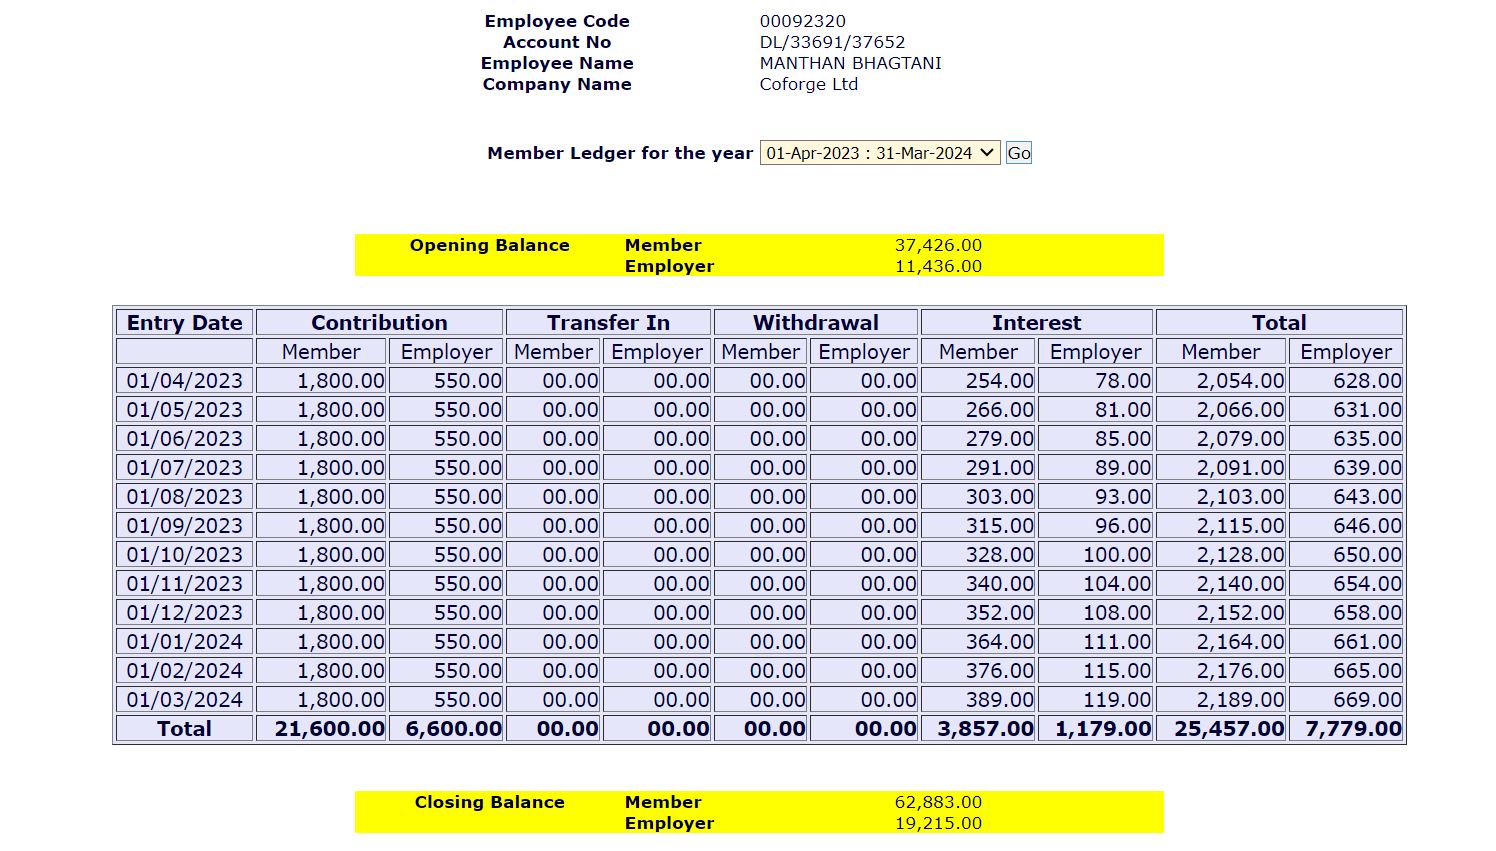 Employee Code 00092320
Account No DL/33691/37652
Employee Name MANTHAN BHAGTANI
Company Name Coforge Ltd
Member Ledger for the year 01-Apr-2023 : 31-Mar-2024 Go
Opening Balance Member 37,426.00
Employer 11,436.00
Entry Date Contribution Transfer In Withdrawal Interest Total
Member Employer Member Employer Member Employer Member Employer Member Employer
01/04/2023 1,800.00 550.00 00.00 00.00 00.00 00.00 254.00 78.00 2,054.00 628.00
01/05/2023 1,800.00 550.00 00.00 00.00 00.00 00.00 266.00 81.00 2,066.00 631.00
01/06/2023 1,800.00 550.00 00.00 00.00 00.00 00.00 279.00 85.00 2,079.00 635.00
01/07/2023 1,800.00 550.00 00.00 00.00 00.00 00.00 291.00 89.00 2,091.00 639.00
01/08/2023 1,800.00 550.00 00.00 00.00 00.00 00.00 303.00 93.00 2,103.00 643.00
01/09/2023 1,800.00 550.00 00.00 00.00 00.00 00.00 315.00 96.00 2,115.00 646.00
01/10/2023 1,800.00 550.00 00.00 00.00 00.00 00.00 328.00 100.00 2,128.00 650.00
01/11/2023 1,800.00 550.00 00.00 00.00 00.00 00.00 340.00 104.00 2,140.00 654.00
01/12/2023 1,800.00 550.00 00.00 00.00 00.00 00.00 352.00 108.00 2,152.00 658.00
01/01/2024 1,800.00 550.00 00.00 00.00 00.00 00.00 364.00 111.00 2,164.00 661.00
01/02/2024 1,800.00 550.00 00.00 00.00 00.00 00.00 376.00 115.00 2,176.00 665.00
01/03/2024 1,800.00 550.00 00.00 00.00 00.00 00.00 389.00 119.00 2,189.00 669.00
Total 21,600.00 6,600.00 00.00 00.00 00.00 00.00 3,857.00 1,179.00 25,457.00 7,779.00
Closing Balance Member 62,883.00
Employer 19,215.00